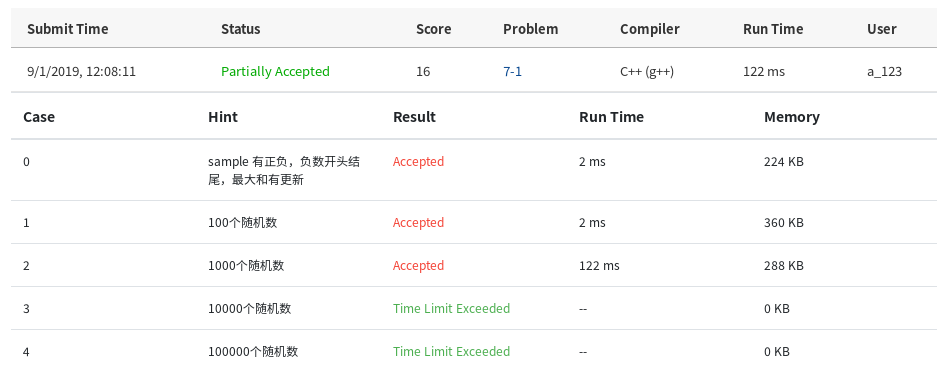 Submit Time Status Score Problem Compiler Run Time User
9/1/2019, 12:08:11 Partially Accepted 16 7-1 C++ (g++) 122 ms a_123
Case Hint Result Run Time Memory
0 sample 有正负，负数开头结 Accepted 2 ms 224 KB
尾，最大和有更新
1 100个随机数 Accepted 2 ms 360 KB
2 1000个随机数 Accepted 122 ms 288 KB
3 10000个随机数 Time Limit Exceeded -- 0 KB
4 100000个随机数 Time Limit Exceeded -- 0 KB